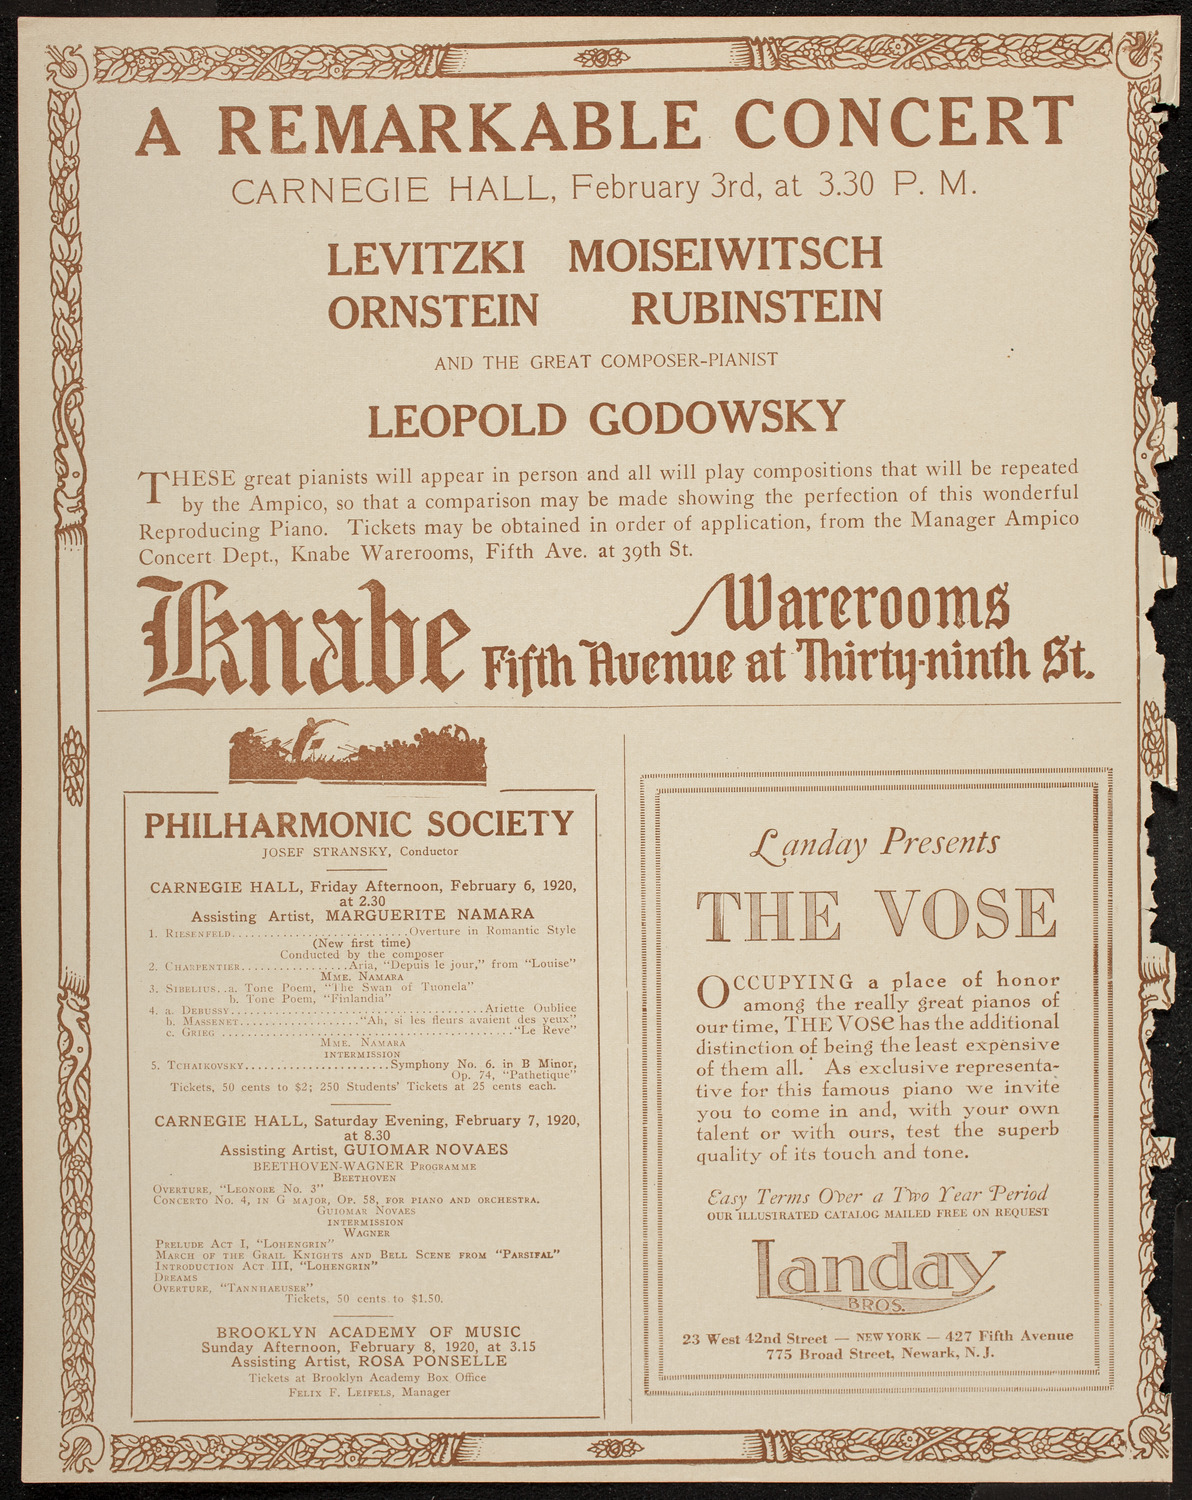 A REMARKABLE CONCERT
CARNEGIE HALL, February 3rd, at 3.30 P. M.
LEVITZKI MOISEIWITSCH
ORNSTEIN RUBINSTEIN
AND THE GREAT COMPOSER-PIANIST
LEOPOLD GODOWSKY
THESE great pianists will appear in person and all will play compositions that will be repeated
by the Ampico, so that a comparison may be made showing the perfection of this wonderful
Reproducing Piano. Tickets may be obtained in order of application, from the Manager Ampico
Concert Dept., Knabe Warerooms, Fifth Ave. at 39th St.
Knabe Warerooms
Fifth Avenue at Thirty-ninth St.
PHILHARMONIC SOCIETY
JOSEF STRANSKY, Conductor
CARNEGIE HALL, Friday Afternoon, February 6, 1920,
at 2.30
Assisting Artist, MARGUERITE NAMARA
1. RIESENFELD..........................Overture in Romantic Style
(New first time)
Conducted by the composer
2. CHARPENTIER................Aria, "Depuis le jour," from "Louise"
MME. NAMARA
3. SIBELIUS..a. Tone Poem, "The Swan of Tuonela"
b. Tone Poem, "Finlandia"
4. a. DEBUSSY......................................Ariette Oubliee
b. MASSENET..................."Ah, si les fleurs avaient des yeux"
c. GRIEG ............................................."Le Reve"
MME. NAMARA
INTERMISSION
5. TCHAIKOVSKY......................Symphony No. 6. in B Minor,
Op. 74, "Pathetique"
Tickets, 50 cents to $2; 250 Students' Tickets at 25 cents each.
CARNEGIE HALL, Saturday Evening, February 7, 1920,
at 8.30
Assisting Artist, GUIOMAR NOVAES
BEETHOVEN-WAGNER PROGRAMME
BEETHOVEN
OVERTURE, "LEONORE NO. 3"
CONCERTO NO. 4, IN G MAJOR, OP. 58, FOR PIANO AND ORCHESTRA.
GUIOMAR NOVAES
INTERMISSION
WAGNER
PRELUDE ACT I, "LOHENGRIN"
MARCH OF THE GRAIL KNIGHTS AND BELL SCENE FROM "PARSIFAL"
INTRODUCTION ACT III, "LOHENGRIN"
DREAMS
OVERTURE, "TANNHAEUSER"
Tickets, 50 cents to $1.50.
BROOKLYN ACADEMY OF MUSIC
Sunday Afternoon, February 8, 1920, at 3.15
Assisting Artist, ROSA PONSELLE
Tickets at Brooklyn Academy Box Office
FELIX F. LEIFELS, Manager
Landay Presents
THE VOSE
OCCUPYING a place of honor
among the really great pianos of
our time, THE VOSE has the additional
distinction of being the least expensive
of them all. As exclusive representa-
tive for this famous piano we invite
you to come in and, with your own
talent or with ours, test the superb
quality of its touch and tone.
Easy Terms Over a Two Year Period
OUR ILLUSTRATED CATALOG MAILED FREE ON REQUEST
Landay
BROS.
23 West 42nd Street — NEW YORK — 427 Fifth Avenue
775 Broad Street, Newark, N. J.